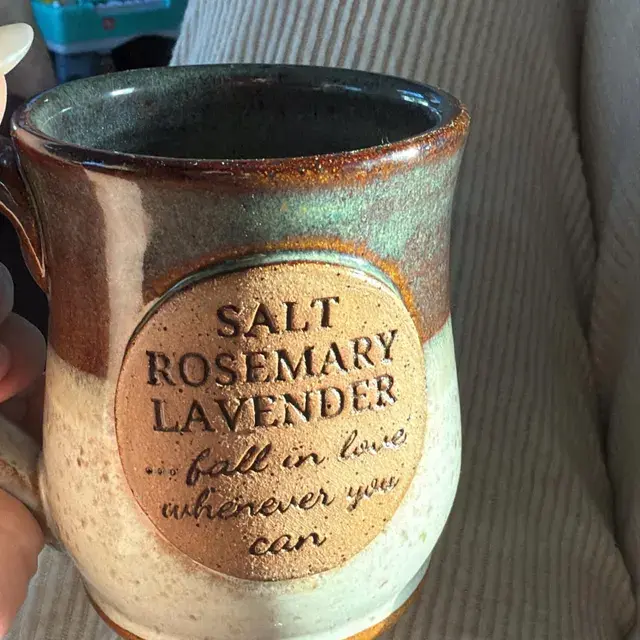 SALT
ROSEMARY
LAVENDER
... fall in love
whenever you
can